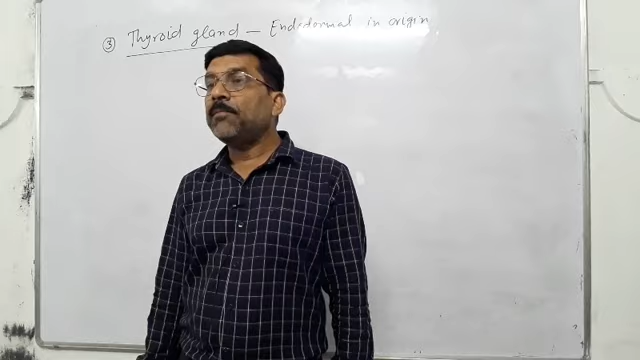 ③ Thyroid gland — Endodermal in origin